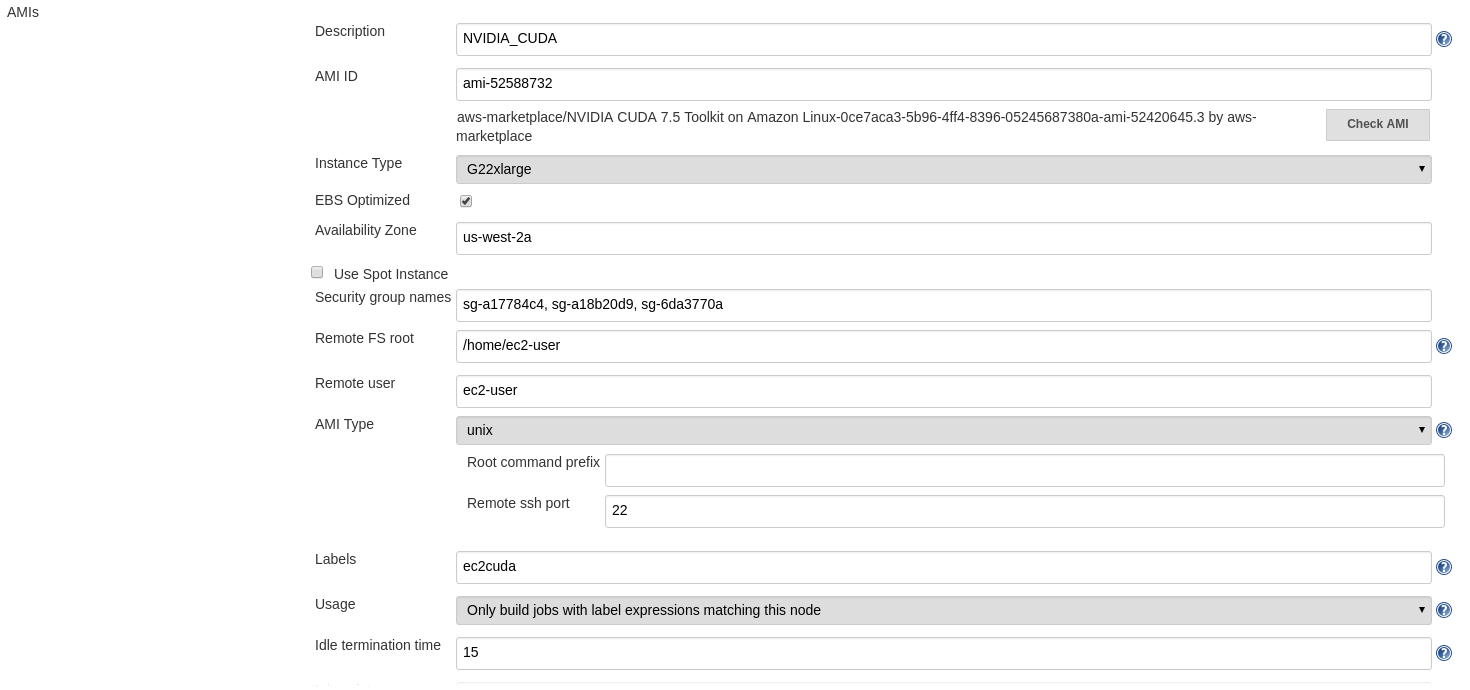 AMIs
Description
NVIDIA_CUDA
AMI ID
ami-52588732
aws-marketplace/NVIDIA CUDA 7.5 Toolkit on Amazon Linux-0ce7aca3-5b96-4ff4-8396-05245687380a-ami-52420645.3 by aws-
marketplace
Check AMI
Instance Type
G22xlarge
EBS Optimized
Availability Zone
us-west-2a
Use Spot Instance
Security group names
sg-a17784c4, sg-a18b20d9, sg-6da3770a
Remote FS root
/home/ec2-user
Remote user
ec2-user
AMI Type
unix
Root command prefix
Remote ssh port
22
Labels
ec2cuda
Usage
Only build jobs with label expressions matching this node
Idle termination time
15